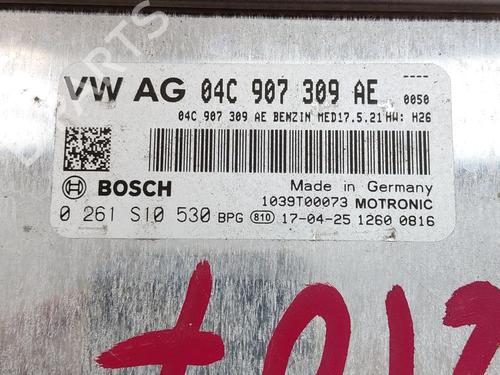 VW AG 04C 907 309 AE ----
0050
04C 907 309 AE BENZIN MED17.5.21 HW: H26
BOSCH
Made in Germany
1039T00073 MOTRONIC
0 261 S10 530 BPG 810 17-04-25 1260 0816